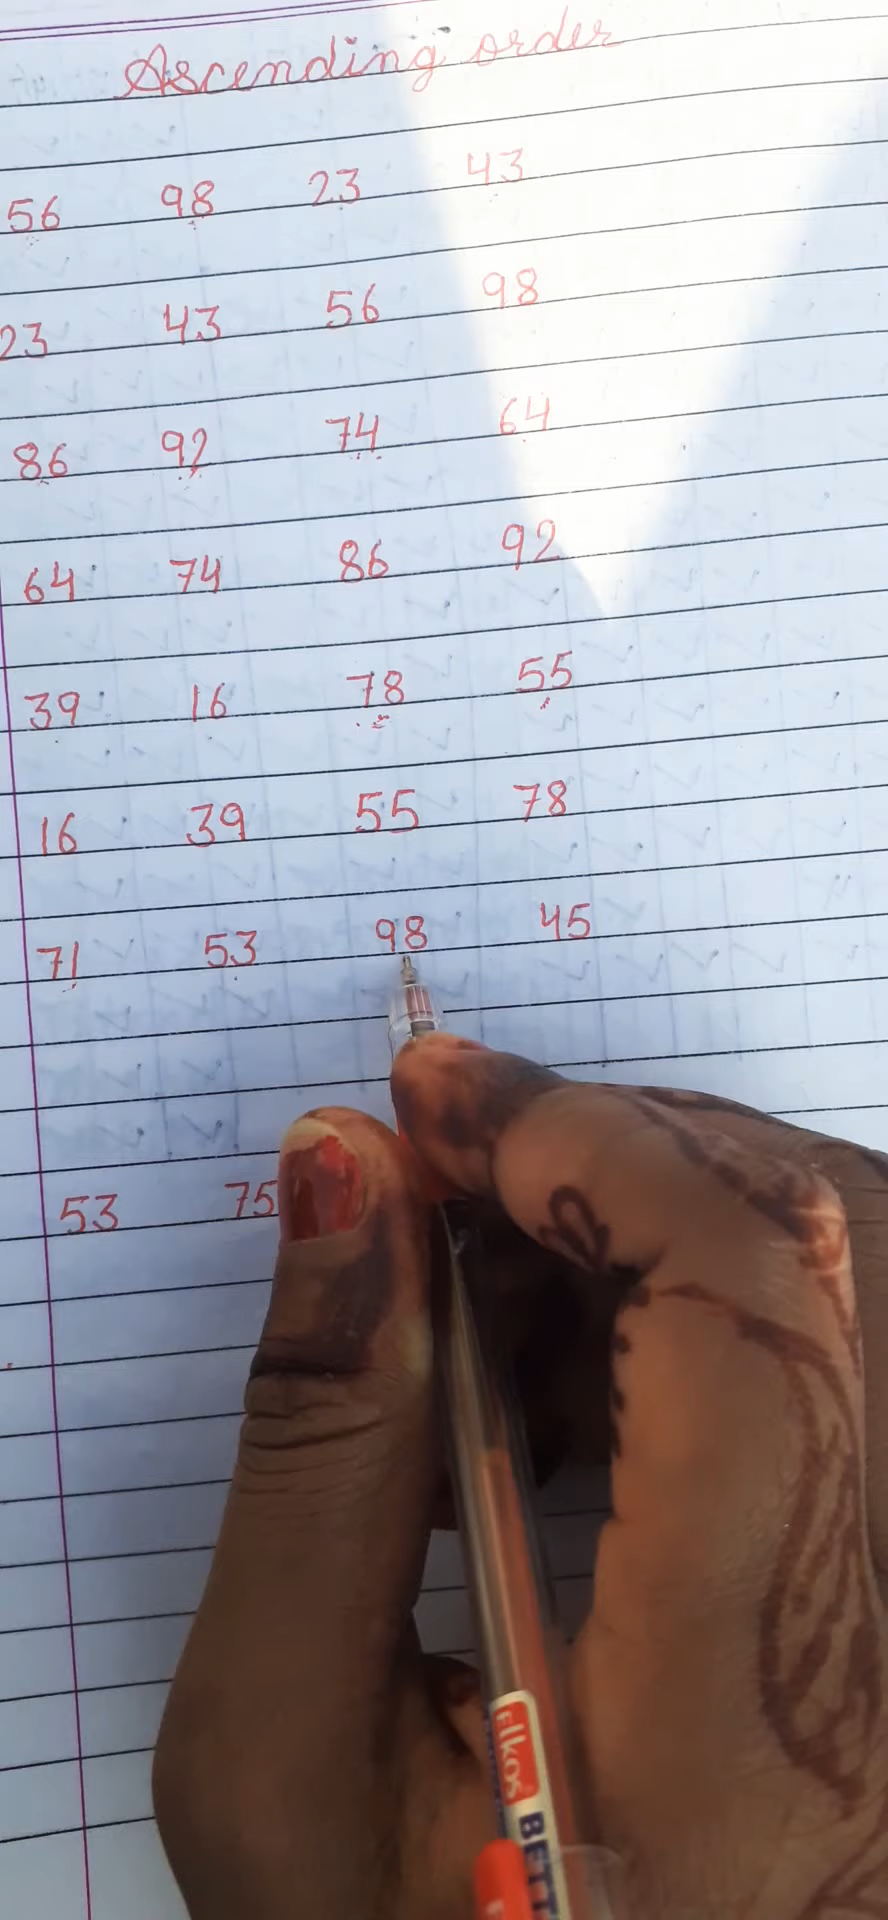 Ascending order
56 98 23 43
23 43 56 98
86 92 74 64
64 74 86 92
39 16 78 55
16 39 55 78
71 53 98 45
53 75
Elkos